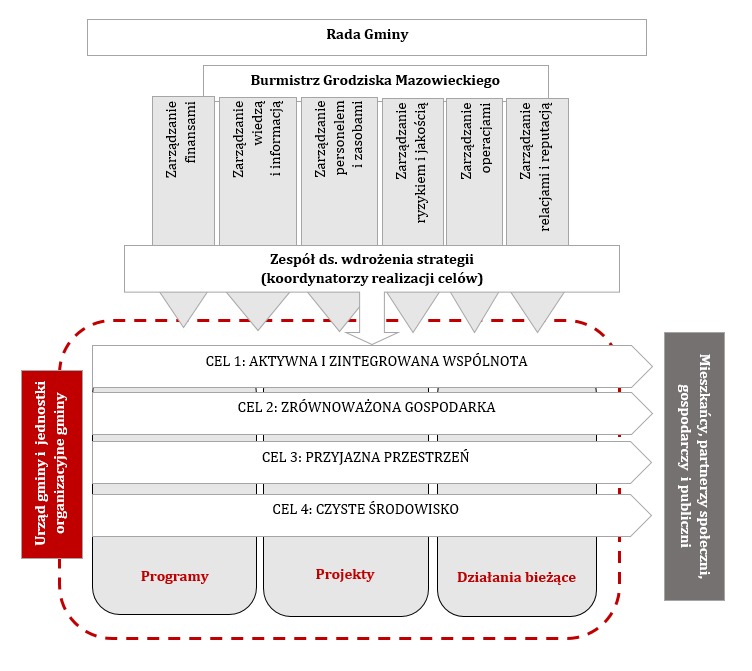 Rada Gminy
Burmistrz Grodziska Mazowieckiego
Zarządzanie
finansami
Zarządzanie
wiedzą
i informacją
Zarządzanie
personelem
i zasobami
Zarządzanie
ryzykiem i jakością
Zarządzanie
operacjami
Zarządzanie
relacjami i reputacją
Zespół ds. wdrożenia strategii
(koordynatorzy realizacji celów)
CEL 1: AKTYWNA I ZINTEGROWANA WSPÓLNOTA
CEL 2: ZRÓWNOWAŻONA GOSPODARKA
CEL 3: PRZYJAZNA PRZESTRZEŃ
CEL 4: CZYSTE ŚRODOWISKO
Urząd gminy i jednostki
organizacyjne gminy
Mieszkańcy, partnerzy społeczni,
gospodarczy i publiczni
Programy
Projekty
Działania bieżące